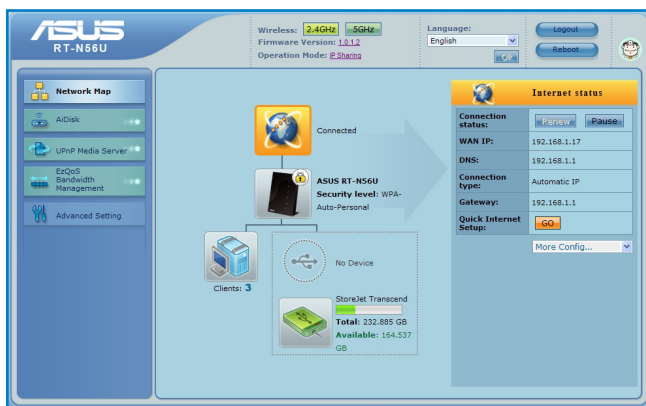 ASUS
RT-N56U
Wireless: 2.4GHz 5GHz
Firmware Version: 1.0.1.2
Operation Mode: IP Sharing
Language:
English
OK
Logout
Reboot
Network Map
AiDisk
UPnP Media Server
EzQoS
Bandwidth
Management
Advanced Setting
Connected
ASUS RT-N56U
Security level: WPA-
Auto-Personal
Clients: 3
No Device
StoreJet Transcend
Total: 232.885 GB
Available: 164.537
GB
Internet status
Connection
status:
Renew Pause
WAN IP: 192.168.1.17
DNS: 192.168.1.1
Connection
type:
Automatic IP
Gateway: 192.168.1.1
Quick Internet
Setup:
GO
More Config...